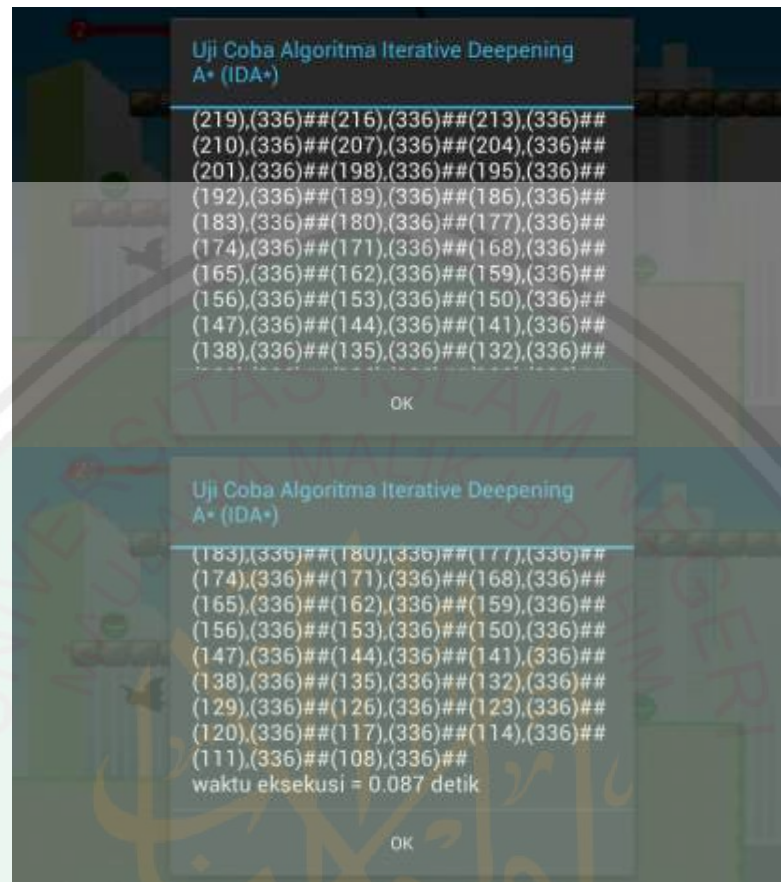 Uji Coba Algoritma Iterative Deepening
A* (IDA*)
(219),(336)##(216),(336)##(213),(336)##
(210),(336)##(207),(336)##(204),(336)##
(201),(336)##(198),(336)##(195),(336)##
(192),(336)##(189),(336)##(186),(336)##
(183),(336)##(180),(336)##(177),(336)##
(174),(336)##(171),(336)##(168),(336)##
(165),(336)##(162),(336)##(159),(336)##
(156),(336)##(153),(336)##(150),(336)##
(147),(336)##(144),(336)##(141),(336)##
(138),(336)##(135),(336)##(132),(336)##
OK
Uji Coba Algoritma Iterative Deepening
A* (IDA*)
(183),(336)##(180),(336)##(177),(336)##
(174),(336)##(171),(336)##(168),(336)##
(165),(336)##(162),(336)##(159),(336)##
(156),(336)##(153),(336)##(150),(336)##
(147),(336)##(144),(336)##(141),(336)##
(138),(336)##(135),(336)##(132),(336)##
(129),(336)##(126),(336)##(123),(336)##
(120),(336)##(117),(336)##(114),(336)##
(111),(336)##(108),(336)##
waktu eksekusi = 0.087 detik
OK